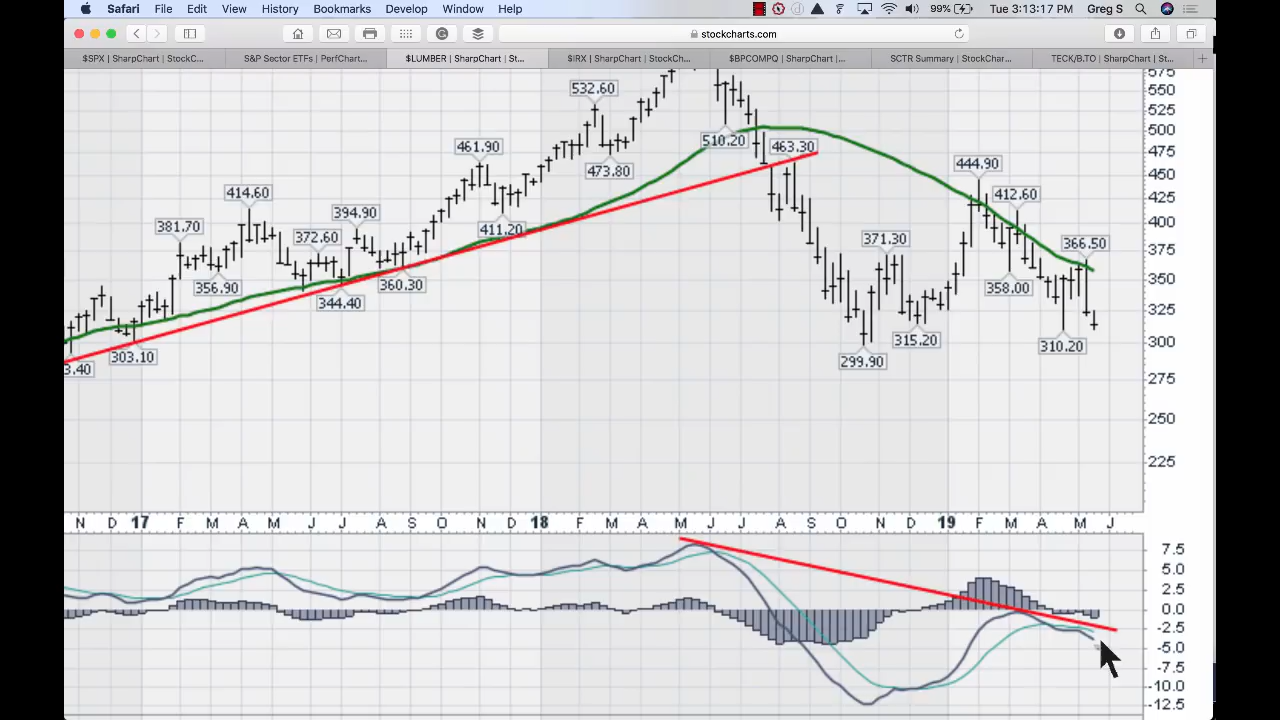 Safari File Edit View History Bookmarks Develop Window Help 99% Tue 3:13:17 PM Greg S
stockcharts.com
$SPX | SharpChart | StockC... S&P Sector ETFs | PerfChart... $LUMBER | SharpChart | St... $IRX | SharpChart | StockCh... $BPCOMPQ | SharpChart |... SCTR Summary | StockChar... TECK/B.TO | SharpChart | St...
575
532.60 550
525
510.20 500
461.90 463.30 475
473.80 444.90 450
414.60 412.60 425
381.70 394.90 411.20 400
372.60 371.30 366.50 375
356.90 344.40 360.30 358.00 350
325
303.10 315.20 310.20 300
3.40 299.90
275
250
225
N D 17 F M A M J J A S O N D 18 F M A M J J A S O N D 19 F M A M J
7.5
5.0
2.5
0.0
-2.5
-5.0
-7.5
-10.0
-12.5